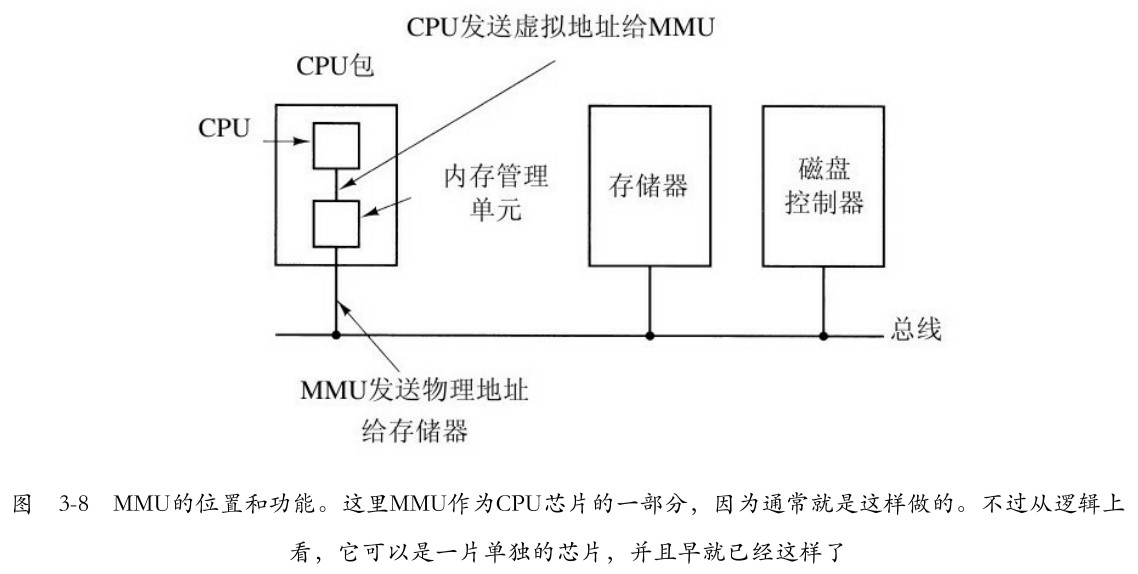 CPU发送虚拟地址给MMU
CPU包
CPU
内存管理
单元
存储器
磁盘
控制器
总线
MMU发送物理地址
给存储器
图 3-8 MMU的位置和功能。这里MMU作为CPU芯片的一部分，因为通常就是这样做的。不过从逻辑上
看，它可以是一片单独的芯片，并且早就已经这样了